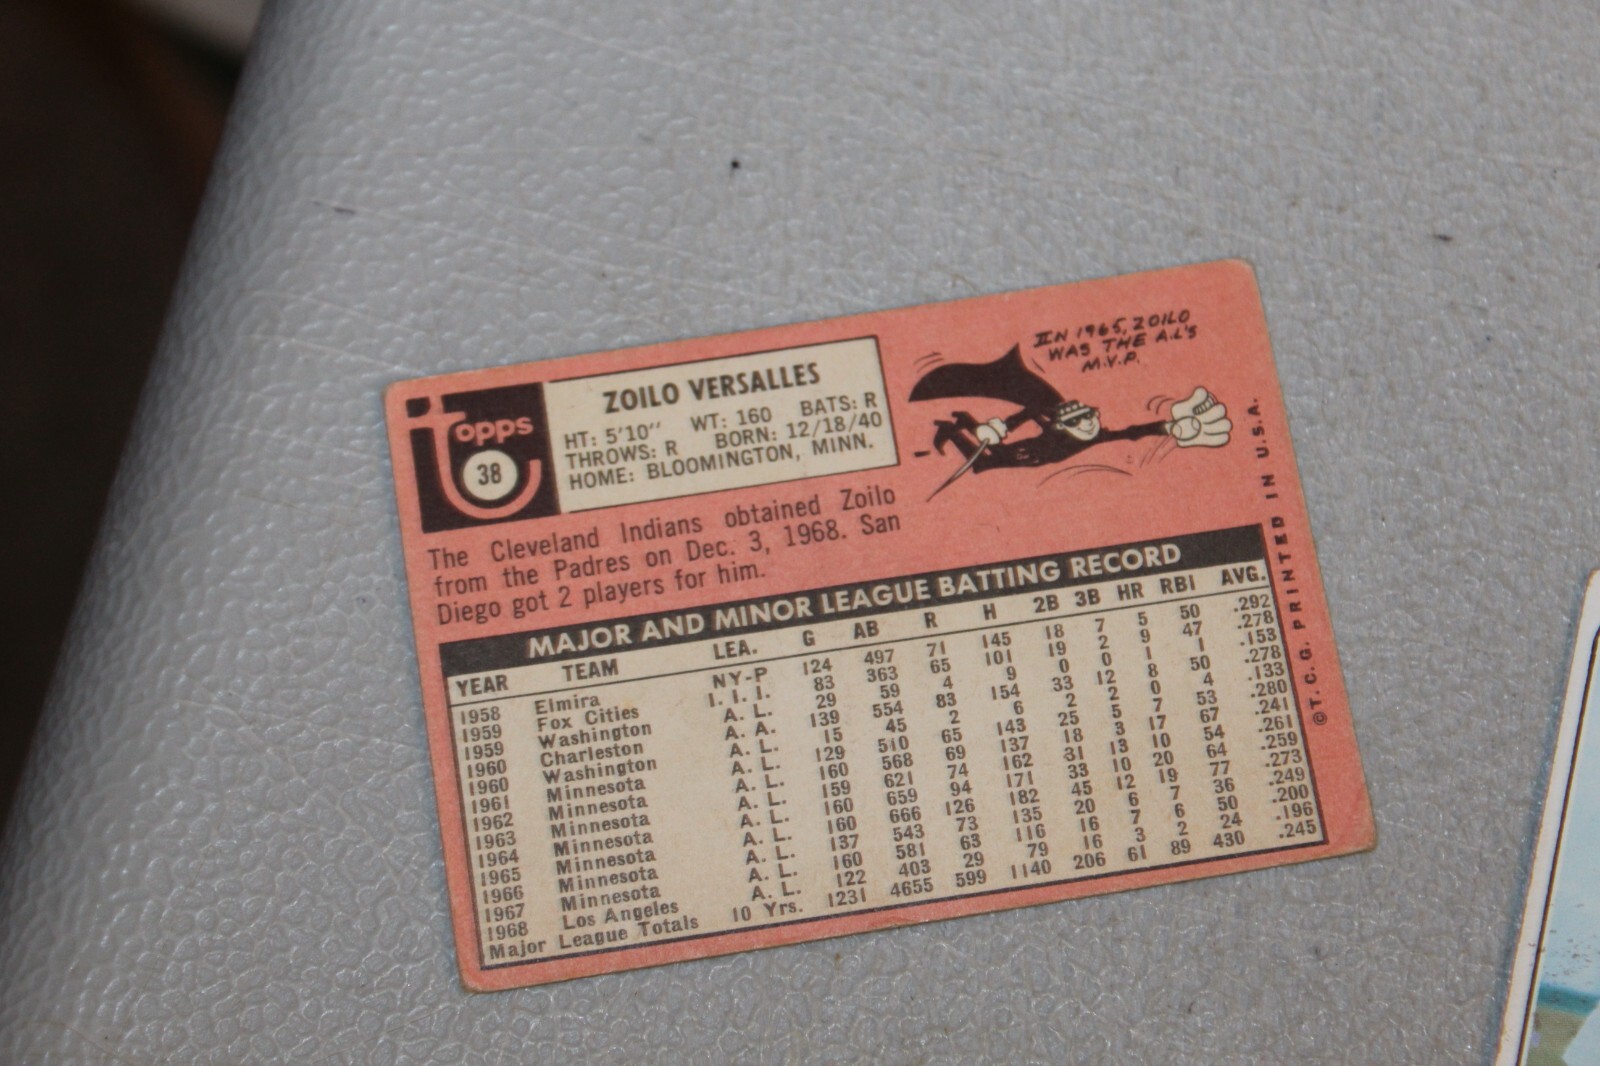 Topps
38
ZOILO VERSALLES
HT: 5'10" WT: 160 BATS: R
THROWS: R BORN: 12/18/40
HOME: BLOOMINGTON, MINN.
IN 1965, ZOILO
WAS THE A.L'S
M.V.P.
The Cleveland Indians obtained Zoilo
from the Padres on Dec. 3, 1968. San
Diego got 2 players for him.
MAJOR AND MINOR LEAGUE BATTING RECORD
YEAR TEAM LEA. G AB R H 2B 3B HR RBI AVG.
1958 Elmira NY-P 124 497 71 145 18 7 5 50 .292
1959 Fox Cities I. I. I. 83 363 65 101 19 2 9 47 .278
1959 Washington A. L. 29 59 4 9 0 0 1 1 .153
1960 Charleston A. A. 139 554 83 154 33 12 8 50 .278
1960 Washington A. L. 15 45 2 6 2 2 0 4 .133
1961 Minnesota A. L. 129 510 65 143 25 5 7 53 .280
1962 Minnesota A. L. 160 568 69 137 18 3 17 67 .241
1963 Minnesota A. L. 159 621 74 162 31 13 10 54 .261
1964 Minnesota A. L. 160 659 94 171 33 10 20 64 .259
1965 Minnesota A. L. 160 666 126 182 45 12 19 77 .273
1966 Minnesota A. L. 137 543 73 135 20 6 7 36 .249
1967 Minnesota A. L. 160 581 63 116 16 7 6 50 .200
1968 Los Angeles A. L. 122 403 29 79 16 3 2 24 .196
Major League Totals 10 Yrs. 1231 4655 599 1140 206 61 89 430 .245
©T. C. G. PRINTED IN U.S.A.